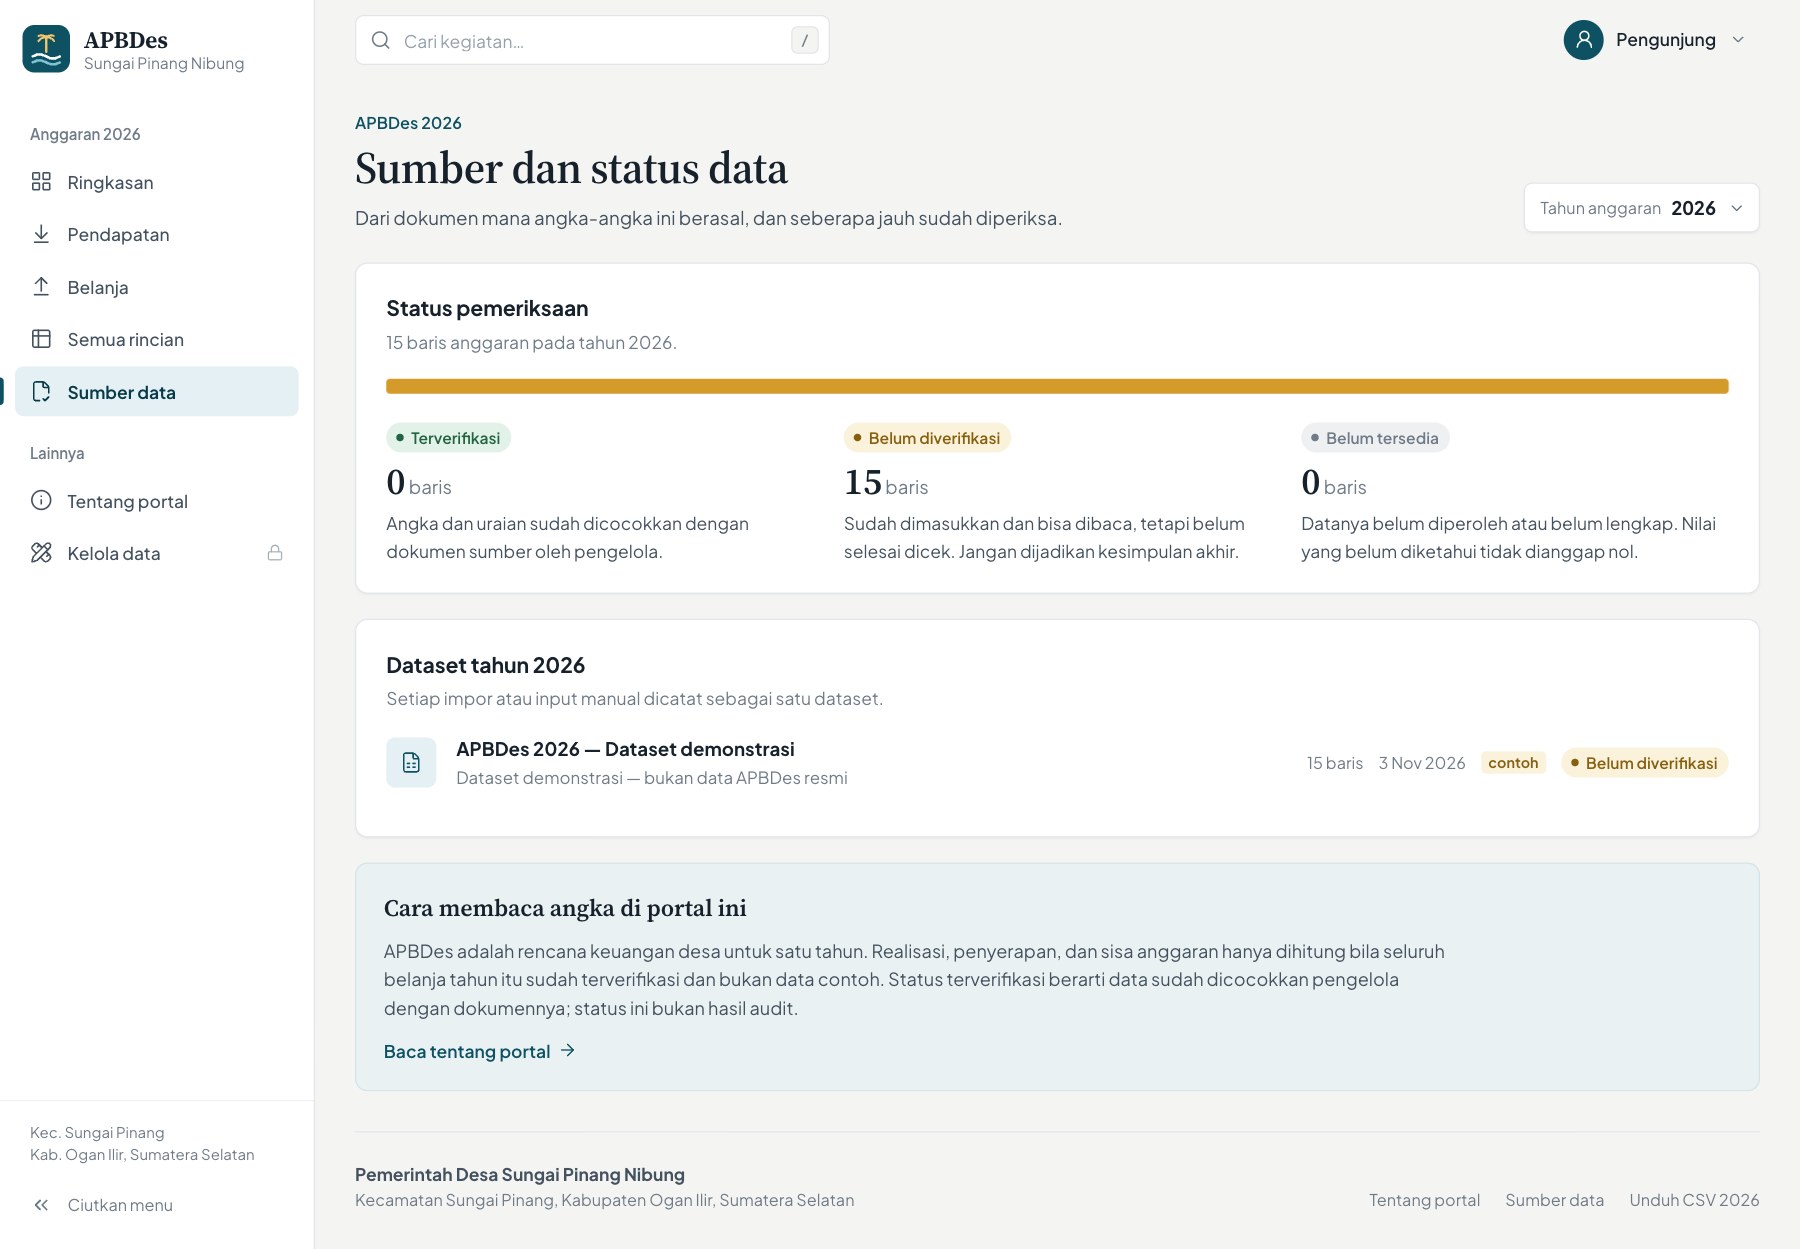 APBDes
Sungai Pinang Nibung
Anggaran 2026
Ringkasan
Pendapatan
Belanja
Semua rincian
Sumber data
Lainnya
Tentang portal
Kelola data
Kec. Sungai Pinang
Kab. Ogan Ilir, Sumatera Selatan
Ciutkan menu
Cari kegiatan... /
Pengunjung
APBDes 2026
Sumber dan status data
Dari dokumen mana angka-angka ini berasal, dan seberapa jauh sudah diperiksa.
Tahun anggaran 2026
Status pemeriksaan
15 baris anggaran pada tahun 2026.
Terverifikasi
0 baris
Angka dan uraian sudah dicocokkan dengan
dokumen sumber oleh pengelola.
Belum diverifikasi
15 baris
Sudah dimasukkan dan bisa dibaca, tetapi belum
selesai dicek. Jangan dijadikan kesimpulan akhir.
Belum tersedia
0 baris
Datanya belum diperoleh atau belum lengkap. Nilai
yang belum diketahui tidak dianggap nol.
Dataset tahun 2026
Setiap impor atau input manual dicatat sebagai satu dataset.
APBDes 2026 — Dataset demonstrasi
Dataset demonstrasi — bukan data APBDes resmi
15 baris 3 Nov 2026 contoh Belum diverifikasi
Cara membaca angka di portal ini
APBDes adalah rencana keuangan desa untuk satu tahun. Realisasi, penyerapan, dan sisa anggaran hanya dihitung bila seluruh
belanja tahun itu sudah terverifikasi dan bukan data contoh. Status terverifikasi berarti data sudah dicocokkan pengelola
dengan dokumennya; status ini bukan hasil audit.
Baca tentang portal →
Pemerintah Desa Sungai Pinang Nibung
Kecamatan Sungai Pinang, Kabupaten Ogan Ilir, Sumatera Selatan
Tentang portal Sumber data Unduh CSV 2026